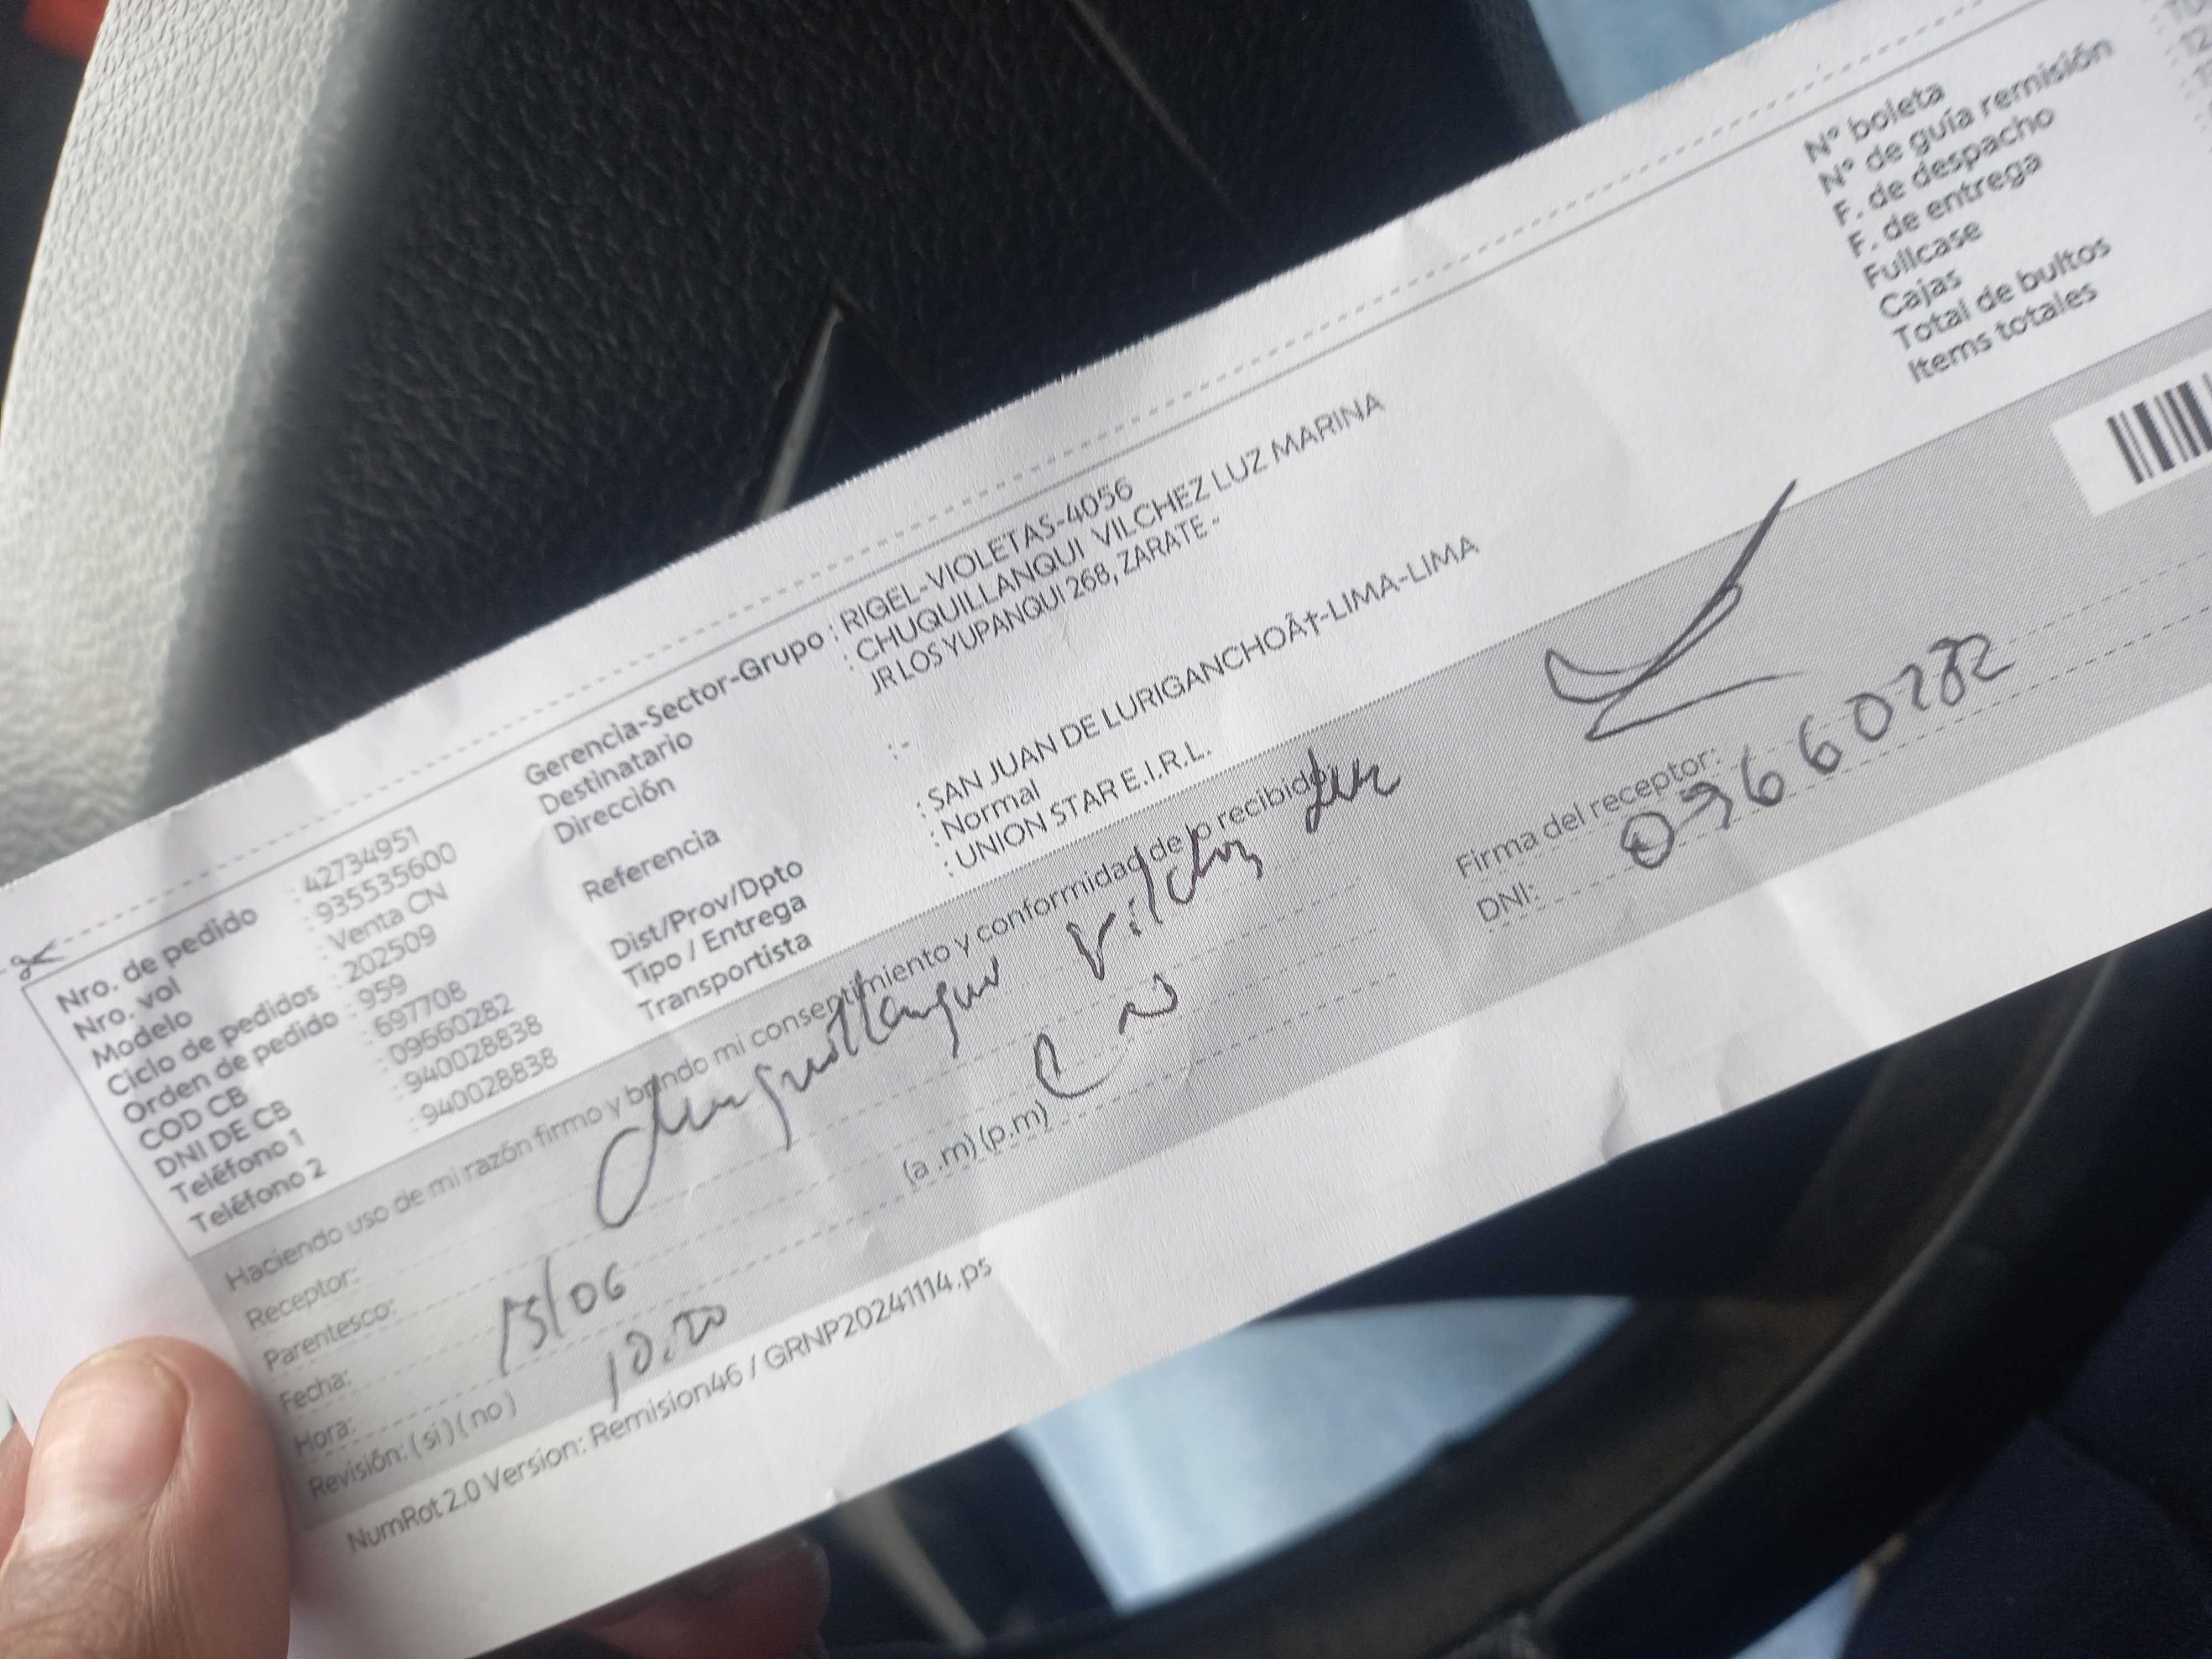 Nro. de pedido : 42734951
Nro. vol : 935535600
Modelo : Venta CN
Ciclo de pedidos : 202509
Orden de pedido : 959
COD CB : 697708
DNI DE CB : 09660282
Teléfono 1 : 940028838
Teléfono 2 : 940028838
Gerencia-Sector-Grupo : RIGEL-VIOLETAS-4056
Destinatario : CHUQUILLANQUI VILCHEZ LUZ MARINA
Dirección JR LOS YUPANQUI 268, ZARATE -
Referencia : -
Dist/Prov/Dpto : SAN JUAN DE LURIGANCHOÂ†-LIMA-LIMA
Tipo / Entrega : Normal
Transportista : UNION STAR E.I.R.L.
N° boleta
N° de guía remisión
F. de despacho
F. de entrega
Fullcase
Cajas
Total de bultos
Items totales
Haciendo uso de mi razón firmo y brindo mi consentimiento y conformidad de lo recibido
Receptor: Chuquillanqui Vilchez Luz
Parentesco: C N
Fecha: 13/06
Hora: 10.20 (a .m) (p.m)
Revisión: ( si ) ( no )
Firma del receptor:
DNI: 09660282
NumRot 2.0 Version: Remision46 / GRNP20241114.ps